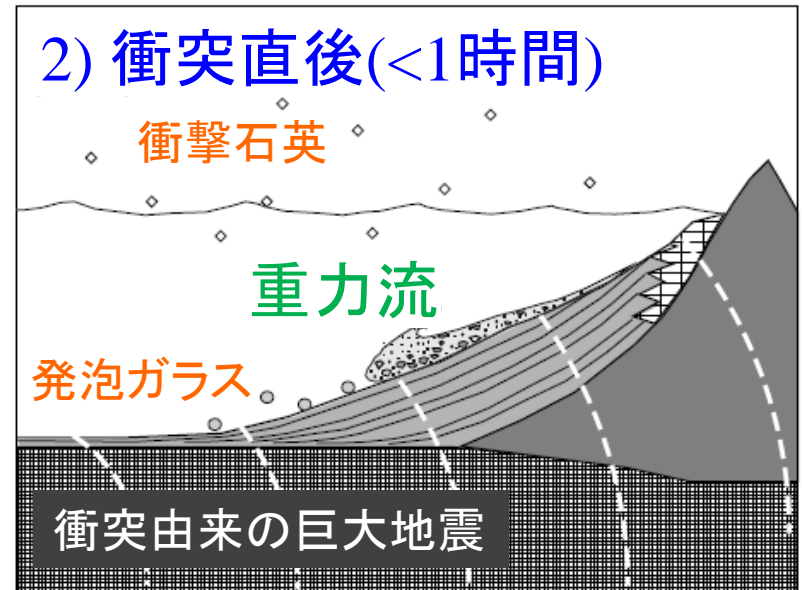 2) 衝突直後(<1時間)
衝撃石英
重力流
発泡ガラス
衝突由来の巨大地震